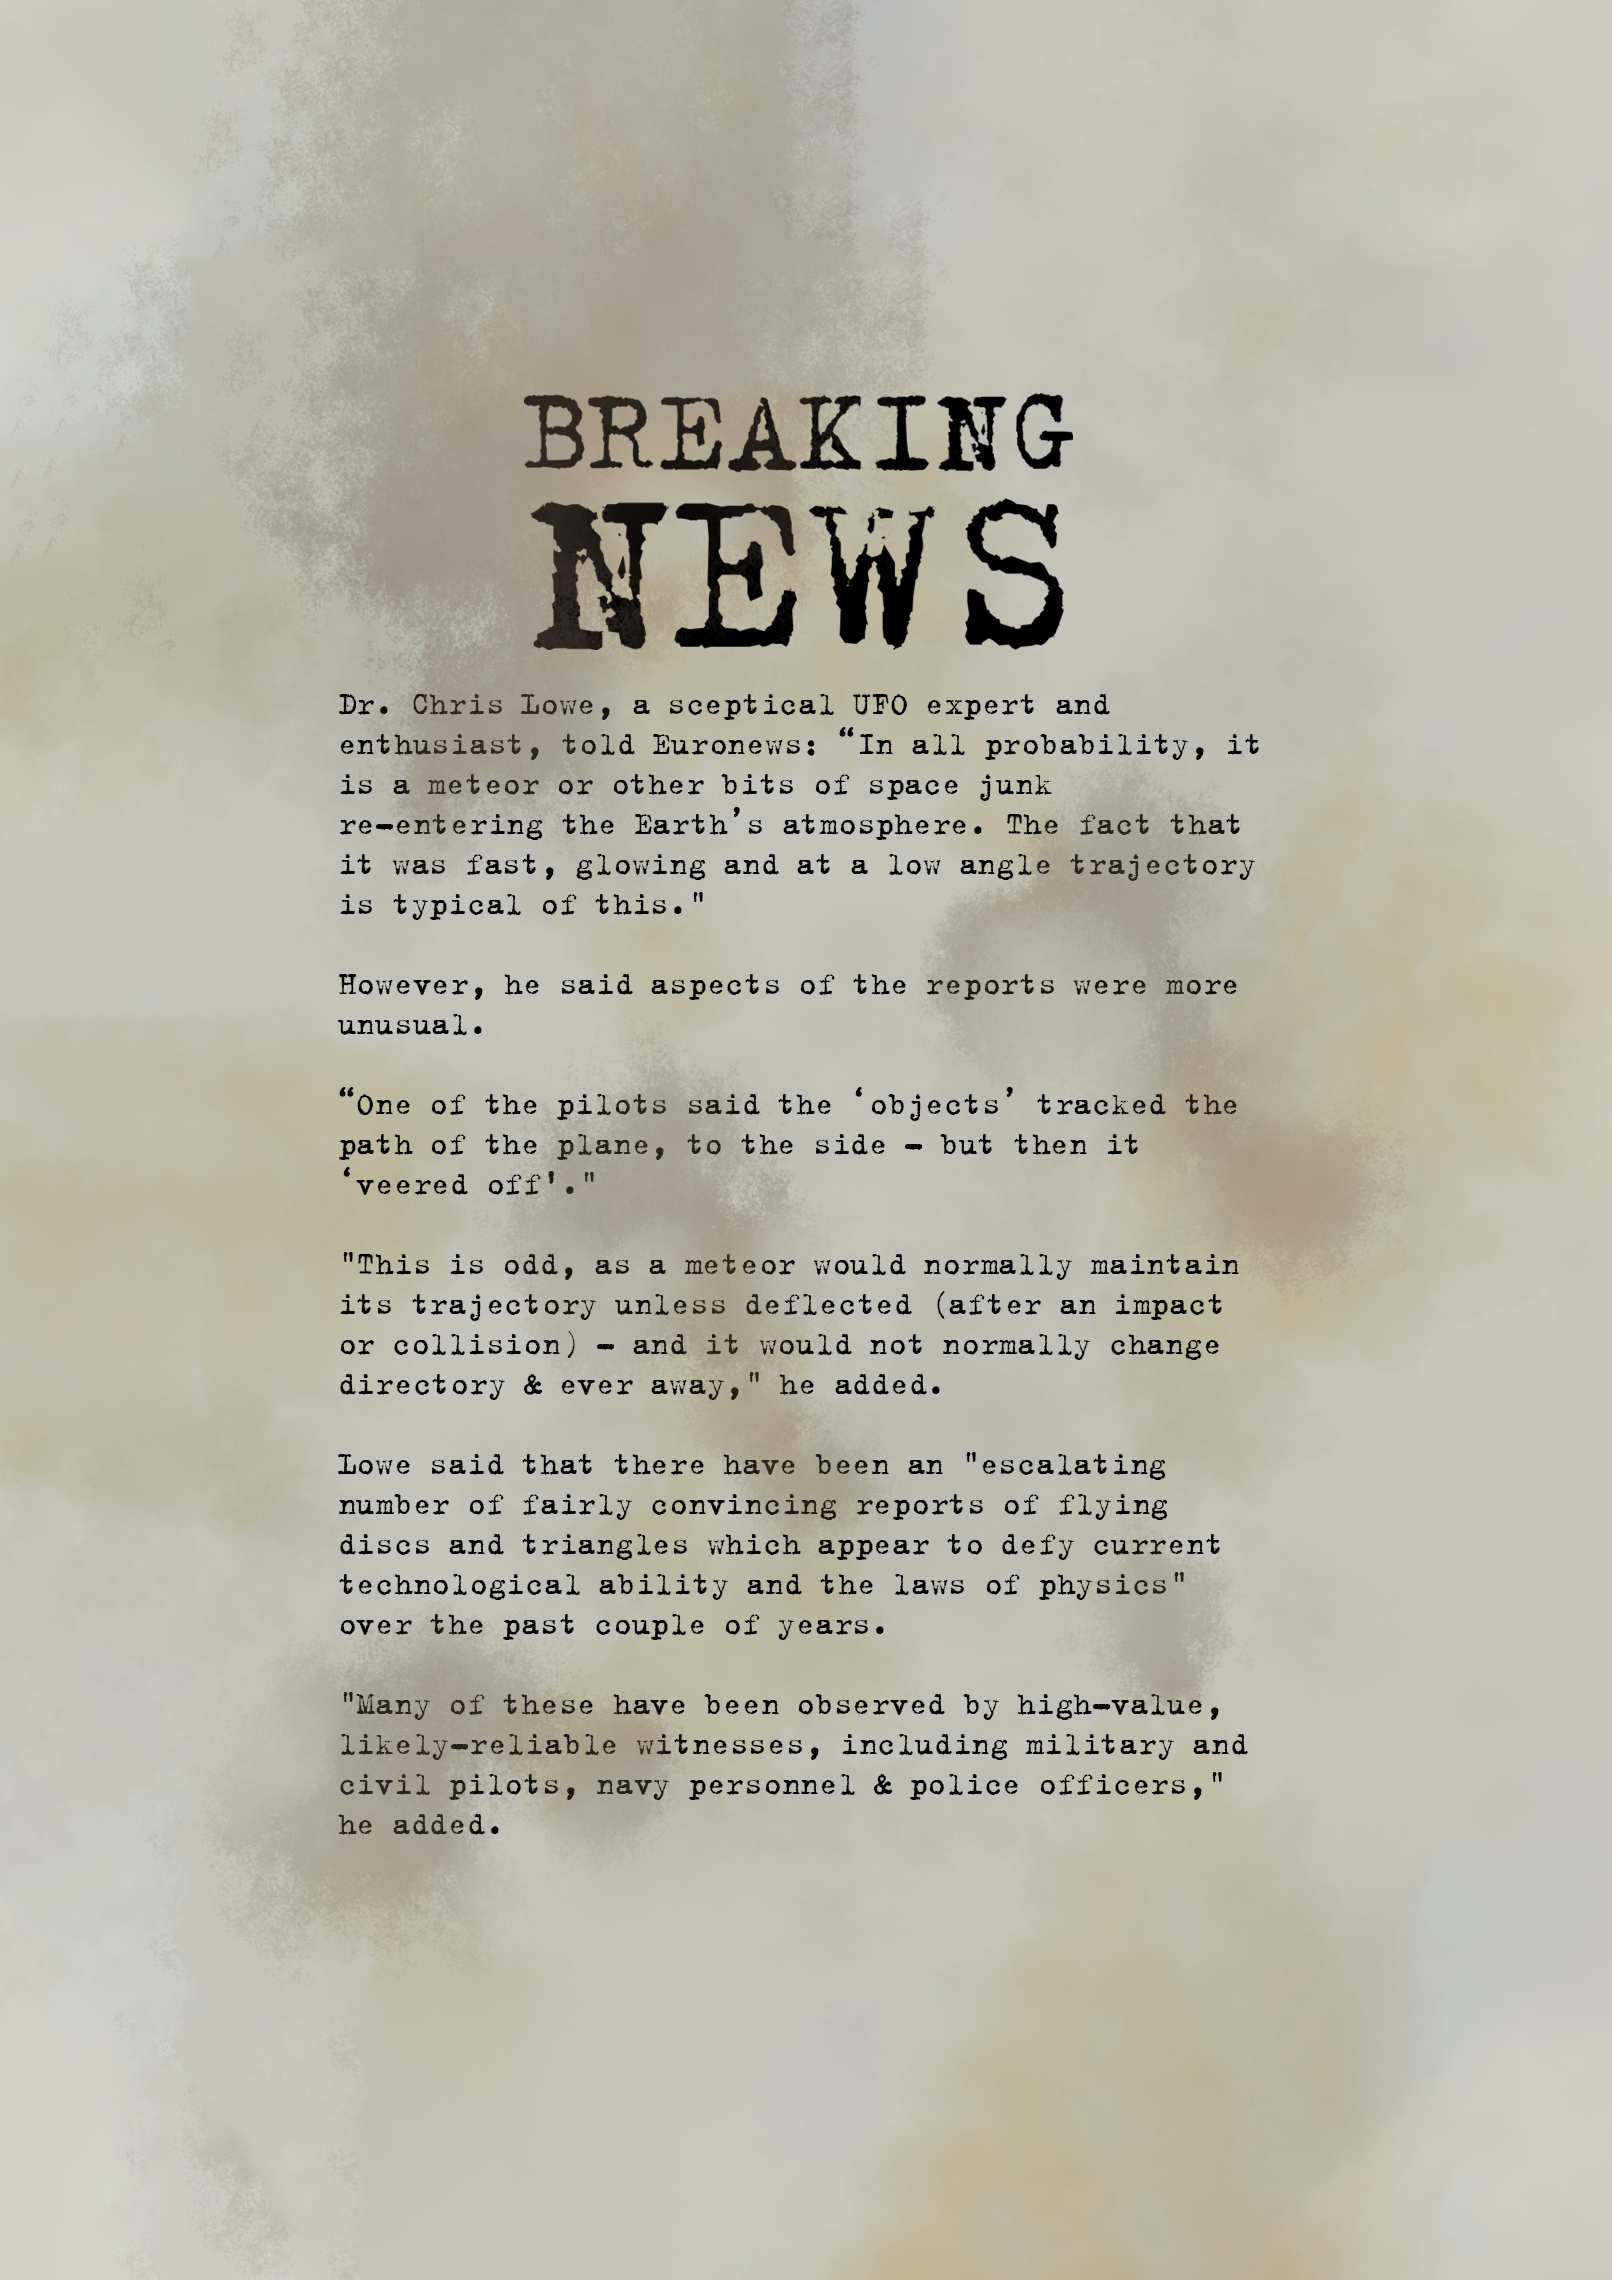 BREAKING
NEWS
Dr. Chris Lowe, a sceptical UFO expert and
enthusiast, told Euronews: “In all probability, it
is a meteor or other bits of space junk
re-entering the Earth’s atmosphere. The fact that
it was fast, glowing and at a low angle trajectory
is typical of this."
However, he said aspects of the reports were more
unusual.
“One of the pilots said the ‘objects’ tracked the
path of the plane, to the side - but then it
‘veered off'."
"This is odd, as a meteor would normally maintain
its trajectory unless deflected (after an impact
or collision) - and it would not normally change
directory & ever away," he added.
Lowe said that there have been an "escalating
number of fairly convincing reports of flying
discs and triangles which appear to defy current
technological ability and the laws of physics"
over the past couple of years.
"Many of these have been observed by high-value,
likely-reliable witnesses, including military and
civil pilots, navy personnel & police officers,"
he added.